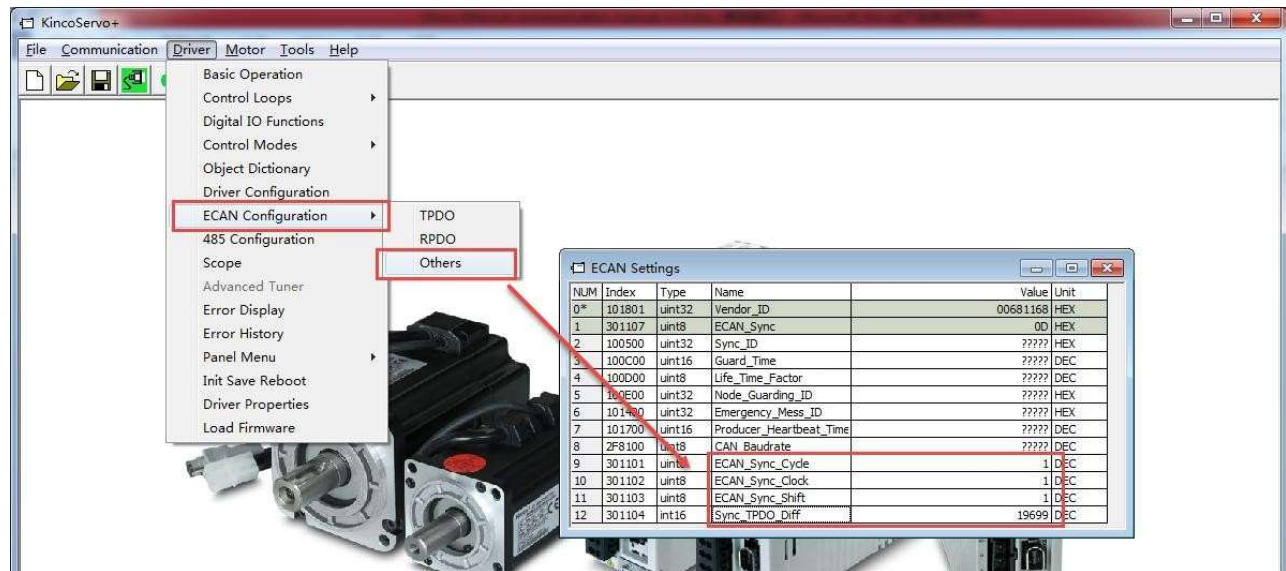 KincoServo+
File Communication Driver Motor Tools Help
Basic Operation
Control Loops
Digital IO Functions
Control Modes
Object Dictionary
Driver Configuration
ECAN Configuration
485 Configuration
Scope
Advanced Tuner
Error Display
Error History
Panel Menu
Init Save Reboot
Driver Properties
Load Firmware
TPDO
RPDO
Others
ECAN Settings
NUM Index Type Name Value Unit
0* 101801 uint32 Vendor_ID 00681168 HEX
1 301107 uint8 ECAN_Sync 0D HEX
2 100500 uint32 Sync_ID ????? HEX
3 100C00 uint16 Guard_Time ????? DEC
4 100D00 uint8 Life_Time_Factor ????? DEC
5 100E00 uint32 Node_Guarding_ID ????? HEX
6 101400 uint32 Emergency_Mess_ID ????? HEX
7 101700 uint16 Producer_Heartbeat_Time ????? DEC
8 2F8100 uint8 CAN_Baudrate ????? DEC
9 301101 uint8 ECAN_Sync_Cycle 1 DEC
10 301102 uint8 ECAN_Sync_Clock 1 DEC
11 301103 uint8 ECAN_Sync_Shift 1 DEC
12 301104 int16 Sync_TPDO_Diff 19699 DEC